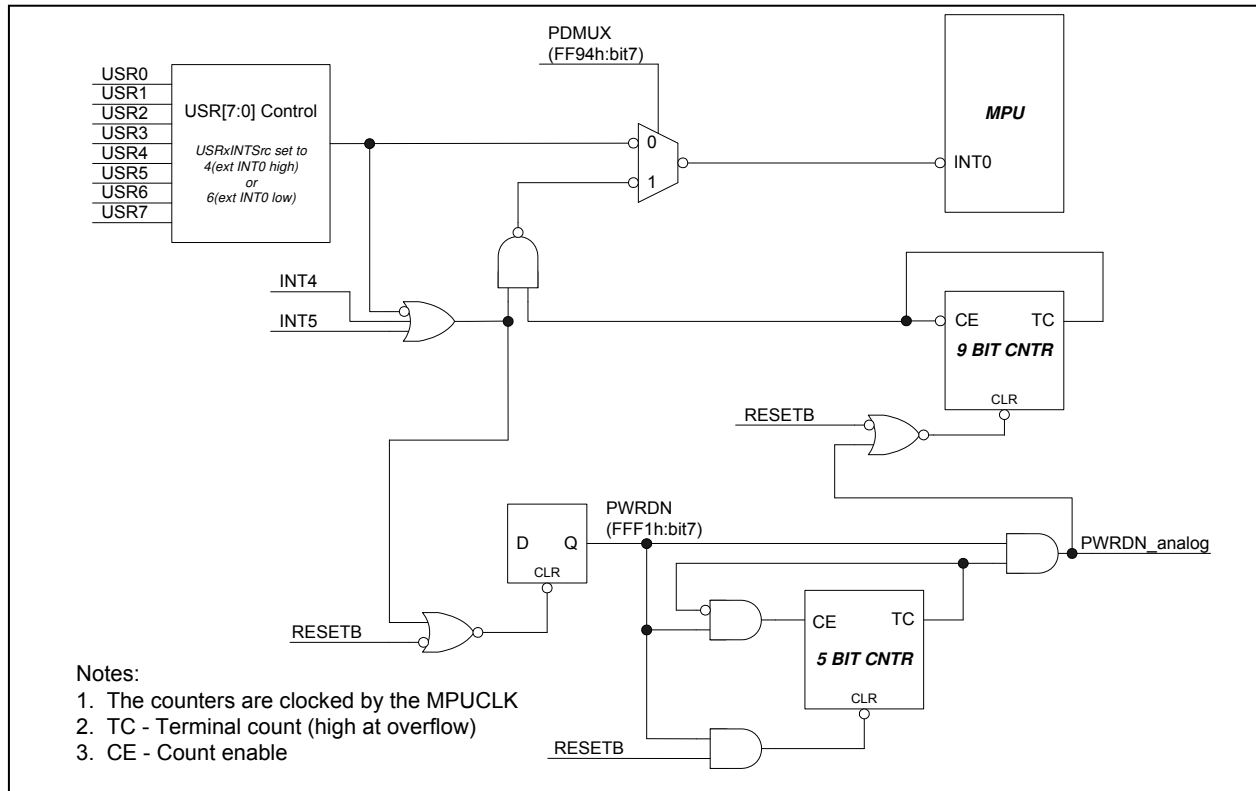 PDMUX
(FF94h:bit7)
USR0
USR1
USR2
USR3
USR4
USR5
USR6
USR7
USR[7:0] Control
USRxINTSrc set to
4(ext INT0 high)
or
6(ext INT0 low)
0
1
MPU
INT0
INT4
INT5
CE
TC
9 BIT CNTR
CLR
RESETB
PWRDN
(FFF1h:bit7)
D
Q
CLR
PWRDN_analog
RESETB
CE
TC
5 BIT CNTR
CLR
RESETB
Notes:
1. The counters are clocked by the MPUCLK
2. TC - Terminal count (high at overflow)
3. CE - Count enable